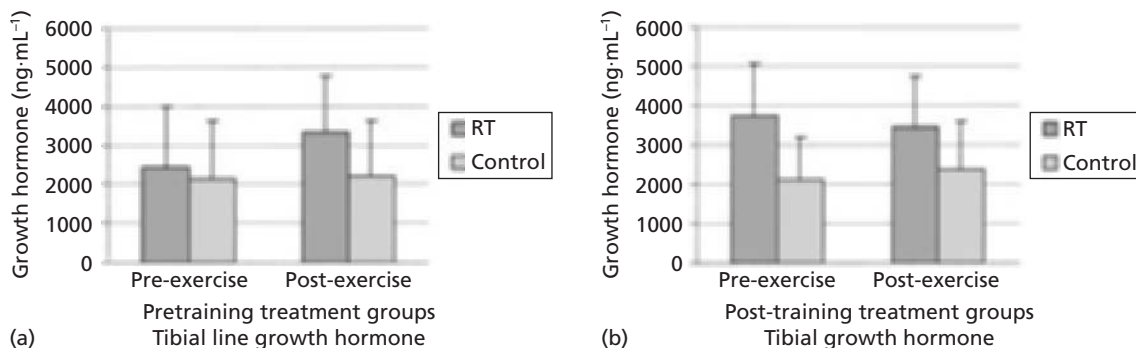 Growth hormone (ng·mL⁻¹)
6000
5000
4000
3000
2000
1000
0
Pre-exercise Post-exercise
Pretraining treatment groups
(a) Tibial line growth hormone
RT
Control
Growth hormone (ng·mL⁻¹)
6000
5000
4000
3000
2000
1000
0
Pre-exercise Post-exercise
Post-training treatment groups
(b) Tibial growth hormone
RT
Control